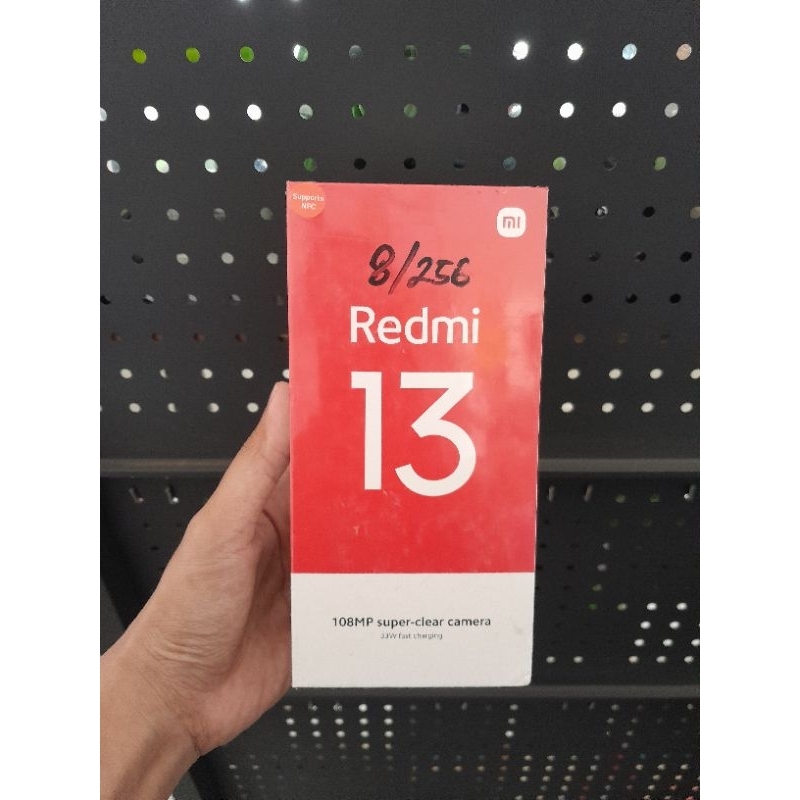 Supports
NFC
mi
8/256
Redmi
13
108MP super-clear camera
33W fast charging